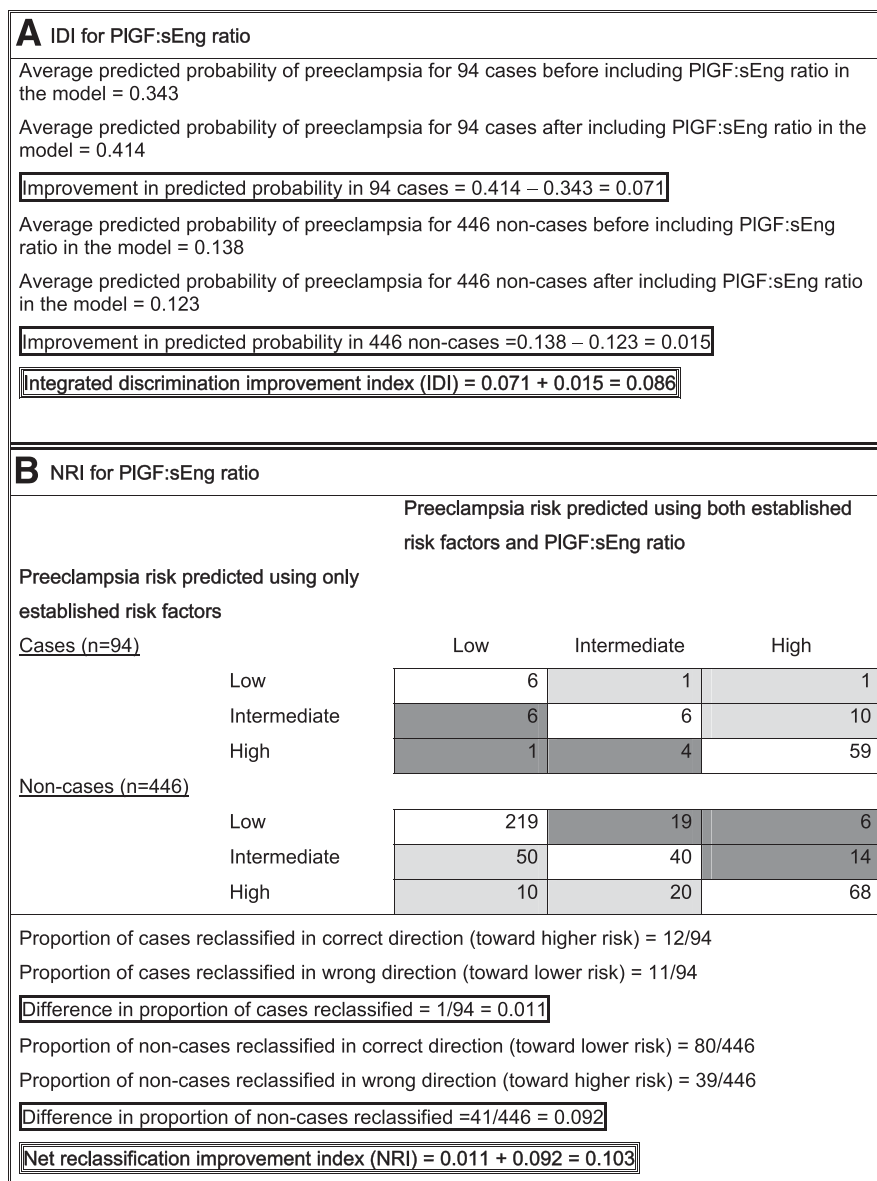 A IDI for PlGF:sEng ratio
Average predicted probability of preeclampsia for 94 cases before including PlGF:sEng ratio in
the model = 0.343
Average predicted probability of preeclampsia for 94 cases after including PlGF:sEng ratio in the
model = 0.414
Improvement in predicted probability in 94 cases = 0.414 – 0.343 = 0.071
Average predicted probability of preeclampsia for 446 non-cases before including PlGF:sEng
ratio in the model = 0.138
Average predicted probability of preeclampsia for 446 non-cases after including PlGF:sEng ratio
in the model = 0.123
Improvement in predicted probability in 446 non-cases =0.138 – 0.123 = 0.015
Integrated discrimination improvement index (IDI) = 0.071 + 0.015 = 0.086
B NRI for PlGF:sEng ratio
Preeclampsia risk predicted using both established
risk factors and PlGF:sEng ratio
Preeclampsia risk predicted using only
established risk factors
Cases (n=94) Low Intermediate High
Low 6 1 1
Intermediate 6 6 10
High 1 4 59
Non-cases (n=446)
Low 219 19 6
Intermediate 50 40 14
High 10 20 68
Proportion of cases reclassified in correct direction (toward higher risk) = 12/94
Proportion of cases reclassified in wrong direction (toward lower risk) = 11/94
Difference in proportion of cases reclassified = 1/94 = 0.011
Proportion of non-cases reclassified in correct direction (toward lower risk) = 80/446
Proportion of non-cases reclassified in wrong direction (toward higher risk) = 39/446
Difference in proportion of non-cases reclassified =41/446 = 0.092
Net reclassification improvement index (NRI) = 0.011 + 0.092 = 0.103